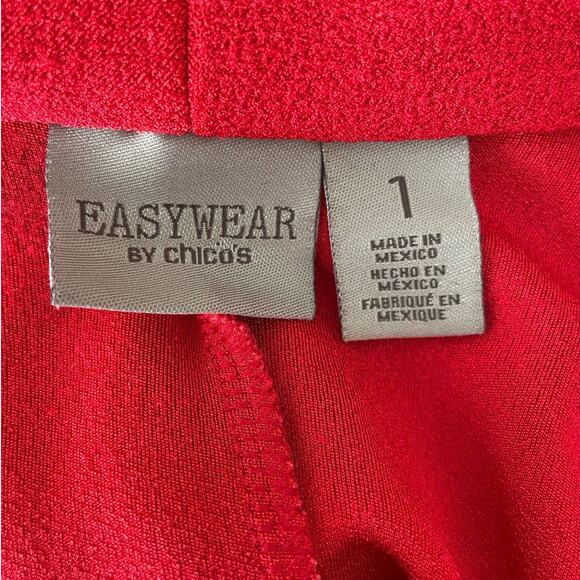 EASYWEAR
BY chico's
1
MADE IN
MEXICO
HECHO EN
MÉXICO
FABRIQUÉ EN
MEXIQUE